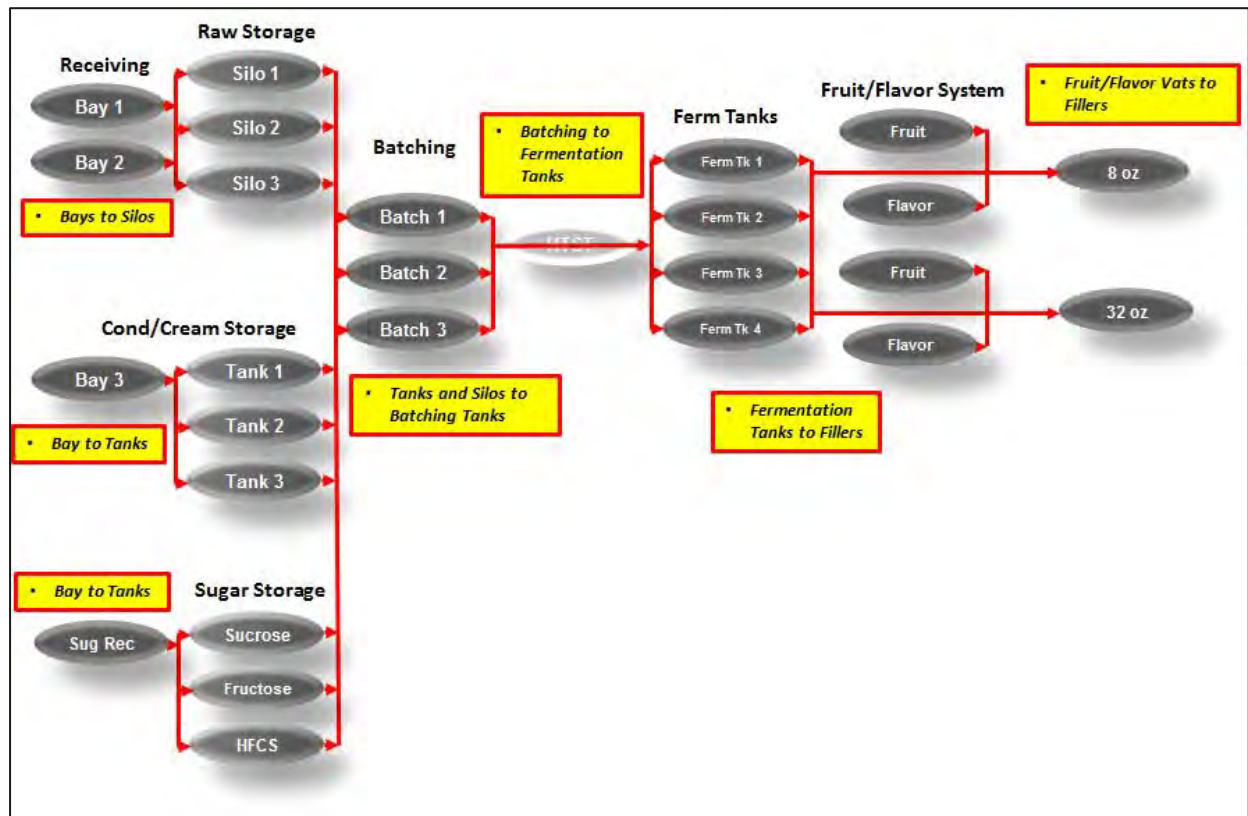 Raw Storage
Receiving
Silo 1
Bay 1
Silo 2
Bay 2
Silo 3
• Bays to Silos
Batching
Batch 1
Batch 2
Batch 3
Cond/Cream Storage
Bay 3
Tank 1
Tank 2
Tank 3
• Bay to Tanks
• Tanks and Silos to
Batching Tanks
• Bay to Tanks
Sugar Storage
Sug Rec
Sucrose
Fructose
HFCS
• Batching to
Fermentation
Tanks
HTST
Ferm Tanks
Ferm Tk 1
Ferm Tk 2
Ferm Tk 3
Ferm Tk 4
• Fermentation
Tanks to Fillers
Fruit/Flavor System
Fruit
Flavor
Fruit
Flavor
• Fruit/Flavor Vats to
Fillers
8 oz
32 oz